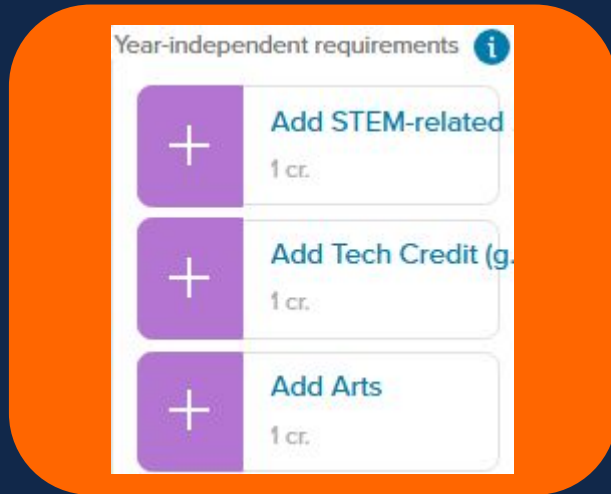 Year-independent requirements i
Add STEM-related
1 cr.
Add Tech Credit (g.
1 cr.
Add Arts
1 cr.